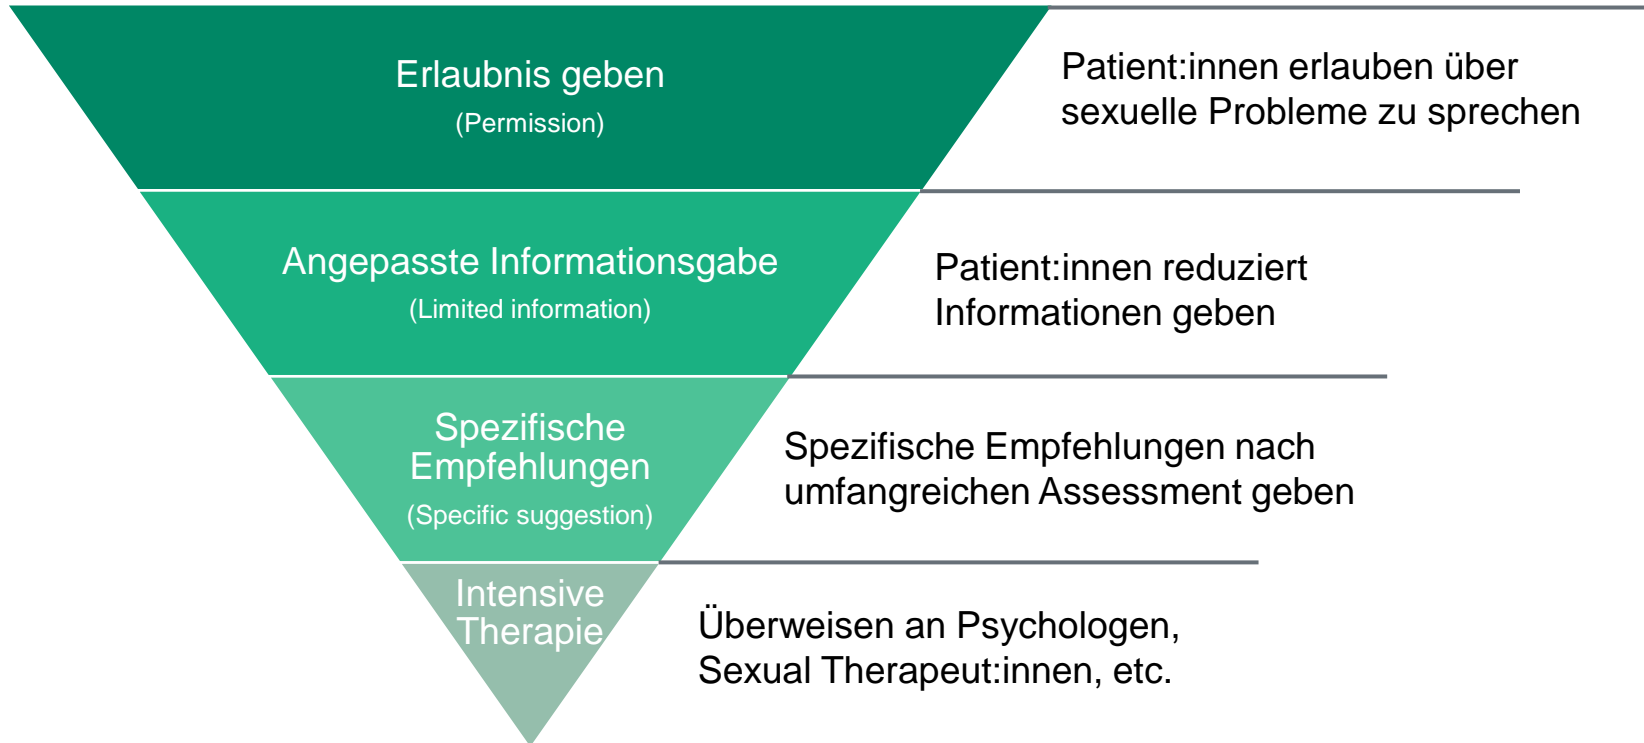 Erlaubnis geben
(Permission)
Patient:innen erlauben über
sexuelle Probleme zu sprechen
Angepasste Informationsgabe
(Limited information)
Patient:innen reduziert
Informationen geben
Spezifische
Empfehlungen
(Specific suggestion)
Spezifische Empfehlungen nach
umfangreichen Assessment geben
Intensive
Therapie
Überweisen an Psychologen,
Sexual Therapeut:innen, etc.